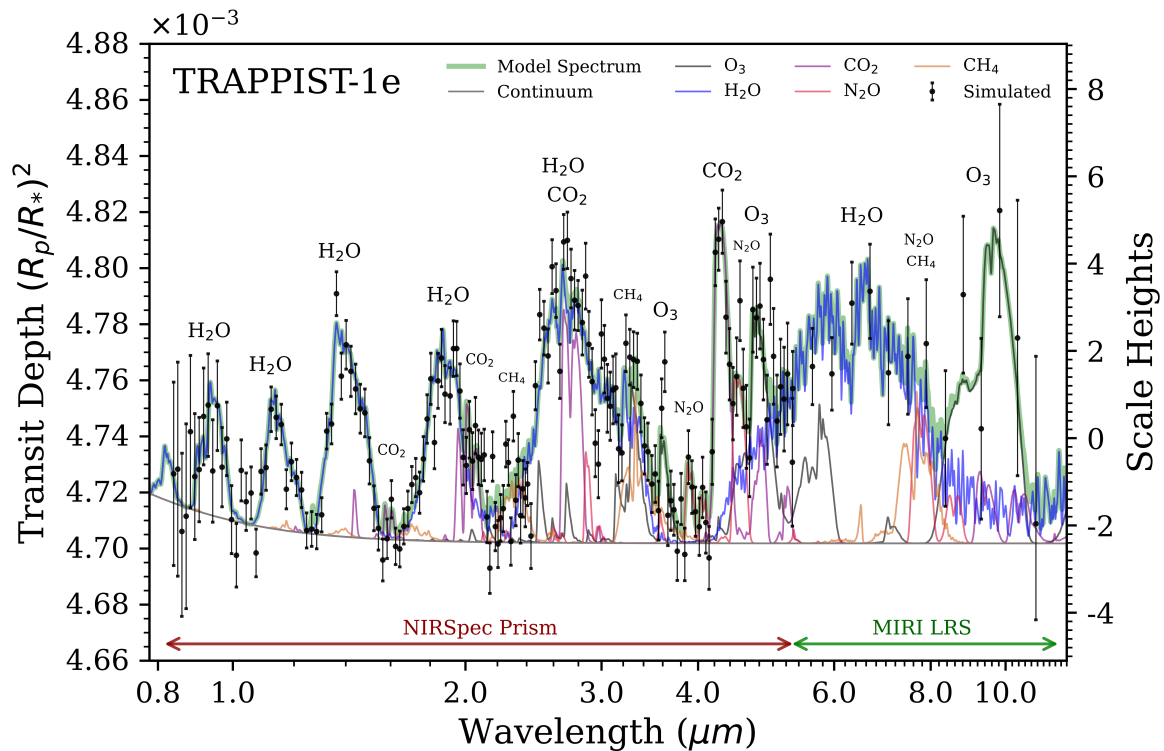 ×10⁻³
TRAPPIST-1e
Model Spectrum
Continuum
O₃
H₂O
CO₂
N₂O
CH₄
Simulated
Transit Depth (Rₚ/R*)²
4.88
4.86
4.84
4.82
4.80
4.78
4.76
4.74
4.72
4.70
4.68
4.66
H₂O
H₂O
H₂O
CO₂
H₂O
CO₂
CH₄
H₂O
CO₂
CH₄
O₃
N₂O
CO₂
O₃
N₂O
H₂O
N₂O
CH₄
O₃
NIRSpec Prism
MIRI LRS
8
6
4
2
0
-2
-4
Scale Heights
0.8 1.0 2.0 3.0 4.0 6.0 8.0 10.0
Wavelength (μm)